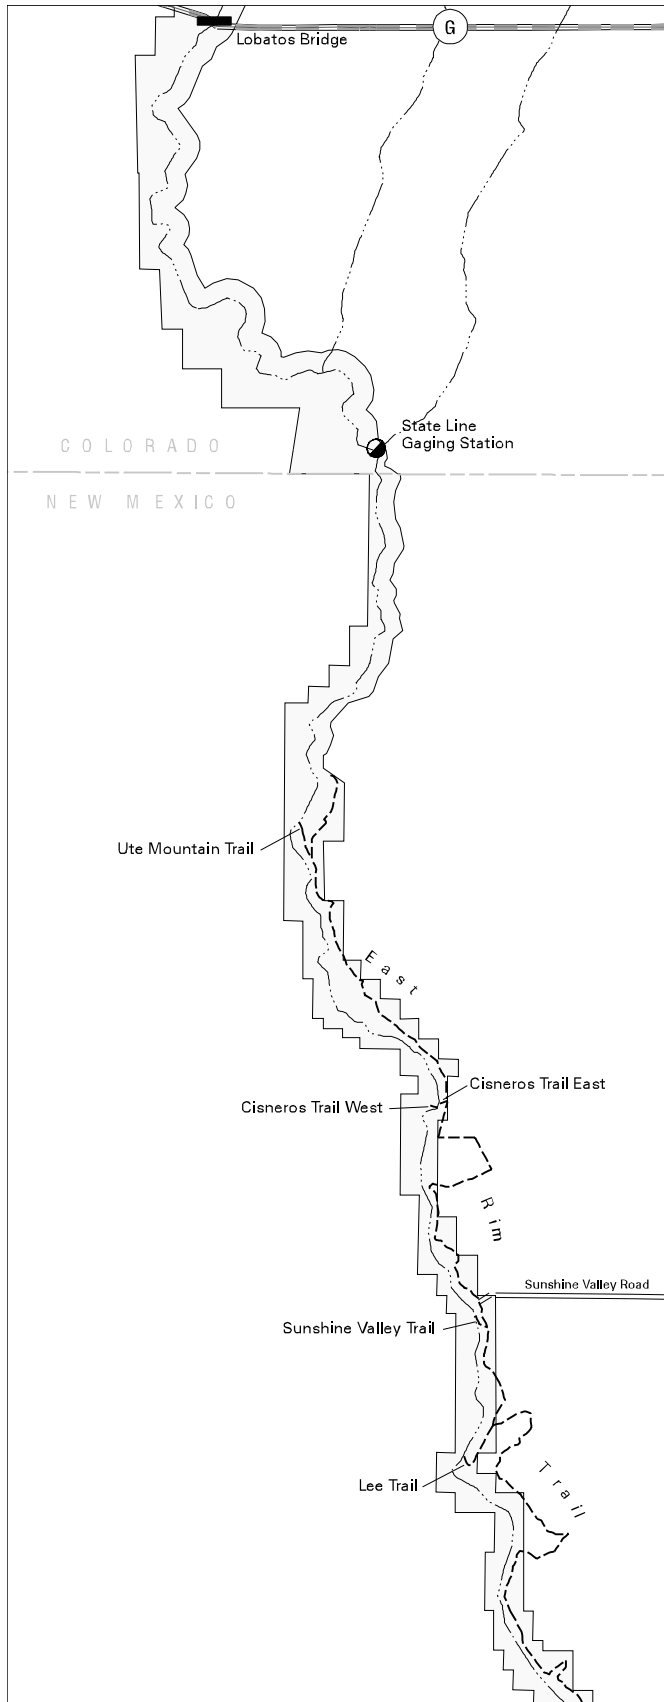 G
Lobatos Bridge
State Line
Gaging Station
COLORADO
NEW MEXICO
Ute Mountain Trail
East
Cisneros Trail East
Cisneros Trail West
Rim
Sunshine Valley Road
Sunshine Valley Trail
Trail
Lee Trail